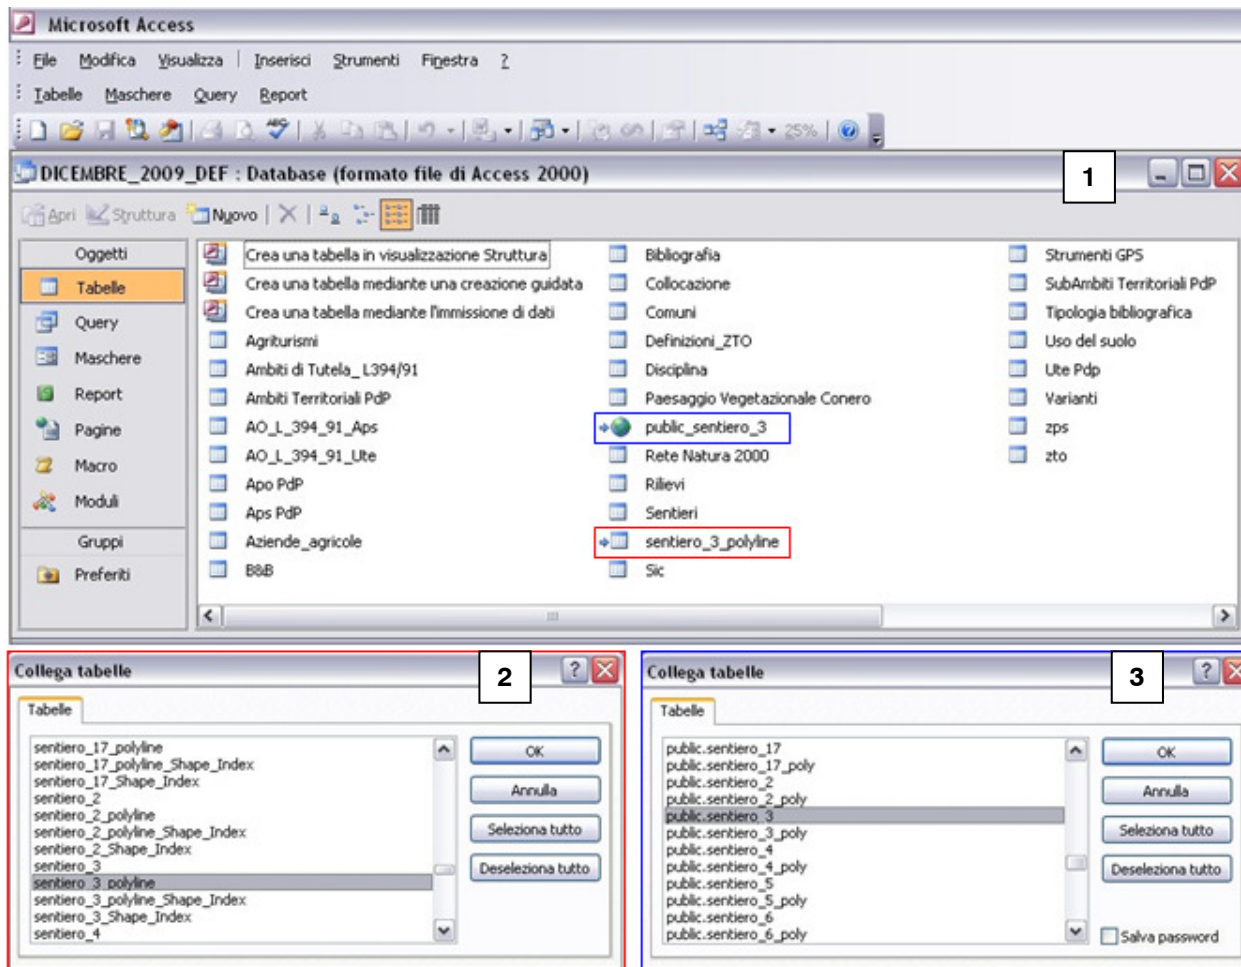 Microsoft Access
File Modifica Visualizza Inserisci Strumenti Finestra ?
Tabelle Maschere Query Report
25%
DICEMBRE_2009_DEF : Database (formato file di Access 2000)
1
Apri Struttura Nuovo
Oggetti
Tabelle
Query
Maschere
Report
Pagine
Macro
Moduli
Gruppi
Preferiti
Crea una tabella in visualizzazione Struttura
Crea una tabella mediante una creazione guidata
Crea una tabella mediante l'immissione di dati
Agriturismi
Ambiti di Tutela_ L394/91
Ambiti Territoriali PdP
AO_L_394_91_Aps
AO_L_394_91_Ute
Apo PdP
Aps PdP
Aziende_agricole
B&B
Bibliografia
Collocazione
Comuni
Definizioni_ZTO
Disciplina
Paesaggio Vegetazionale Conero
public_sentiero_3
Rete Natura 2000
Rilievi
Sentieri
sentiero_3_polyline
Sic
Strumenti GPS
SubAmbiti Territoriali PdP
Tipologia bibliografica
Uso del suolo
Ute Pdp
Varianti
zps
zto
Collega tabelle
2
Tabelle
sentiero_17_polyline
sentiero_17_polyline_Shape_Index
sentiero_17_Shape_Index
sentiero_2
sentiero_2_polyline
sentiero_2_polyline_Shape_Index
sentiero_2_Shape_Index
sentiero_3
sentiero_3_polyline
sentiero_3_polyline_Shape_Index
sentiero_3_Shape_Index
sentiero_4
OK
Annulla
Seleziona tutto
Deseleziona tutto
Collega tabelle
3
Tabelle
public.sentiero_17
public.sentiero_17_poly
public.sentiero_2
public.sentiero_2_poly
public.sentiero_3
public.sentiero_3_poly
public.sentiero_4
public.sentiero_4_poly
public.sentiero_5
public.sentiero_5_poly
public.sentiero_6
public.sentiero_6_poly
OK
Annulla
Seleziona tutto
Deseleziona tutto
Salva password